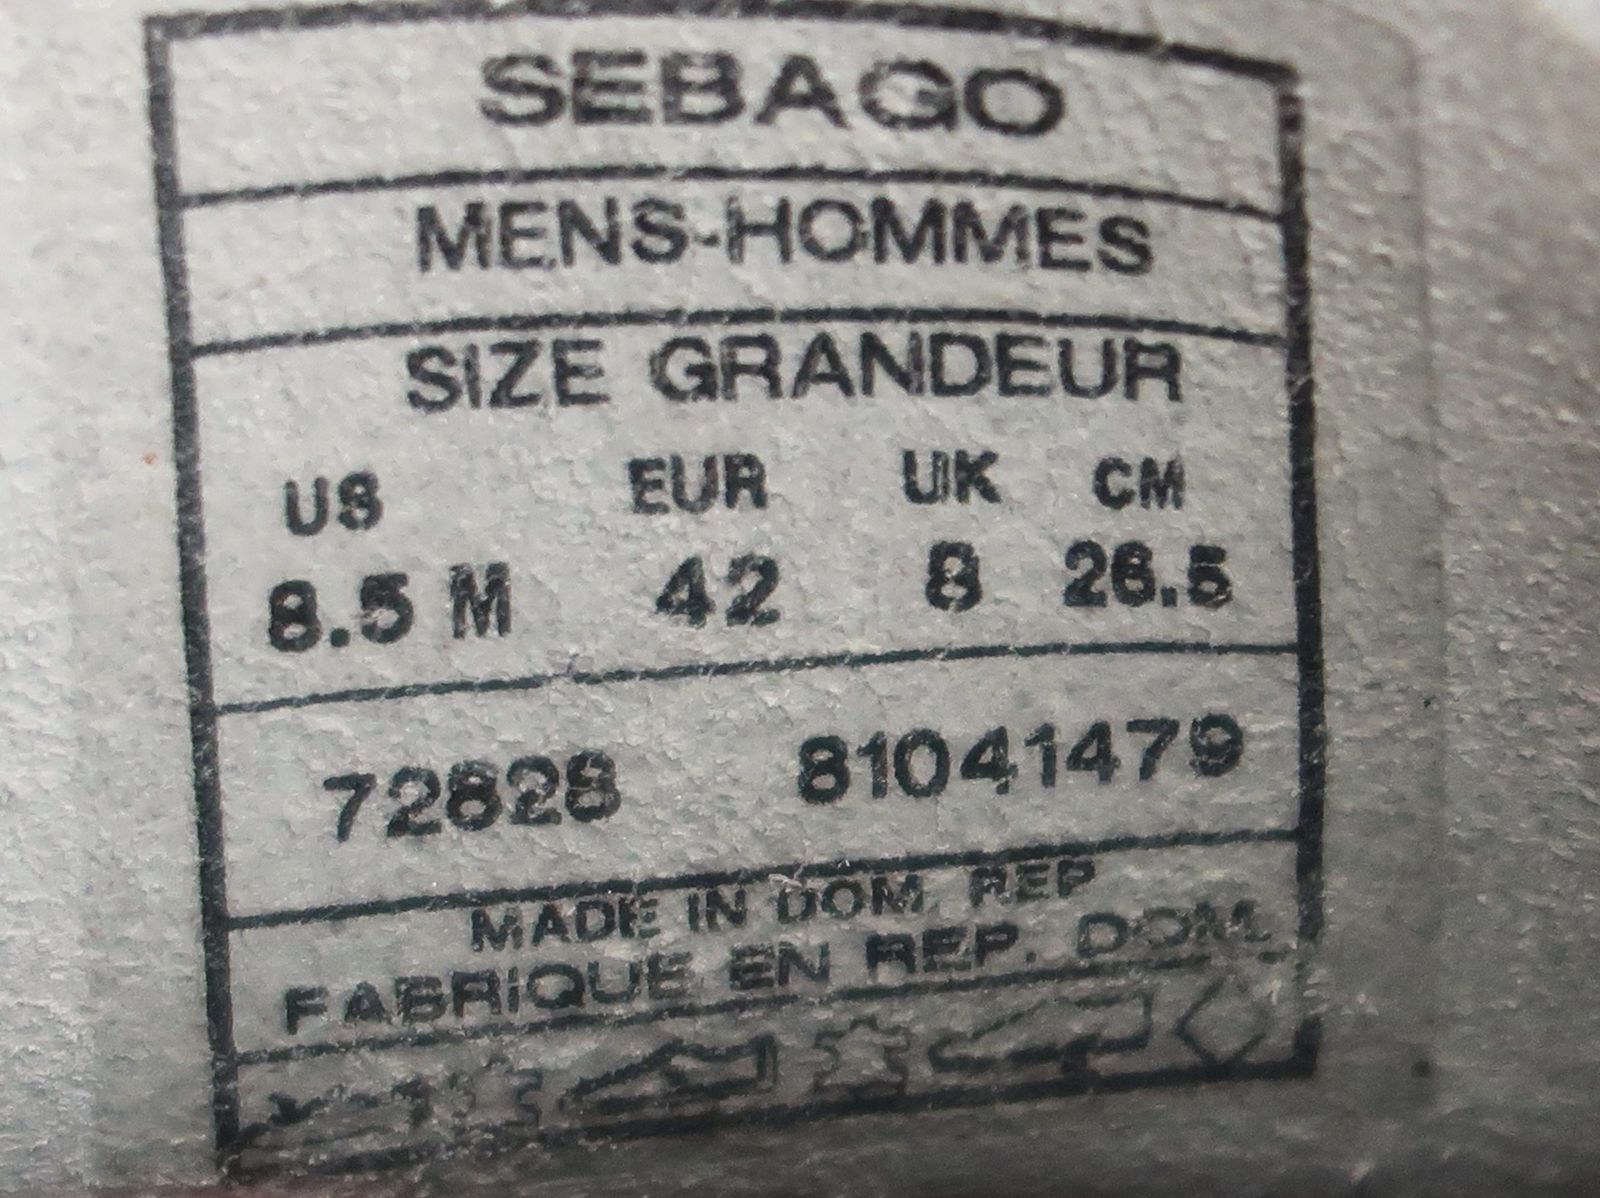 SEBAGO
MENS-HOMMES
SIZE GRANDEUR
US EUR UK CM
8.5 M 42 8 26.5
72828 81041479
MADE IN DOM. REP
FABRIQUE EN REP. DOM.